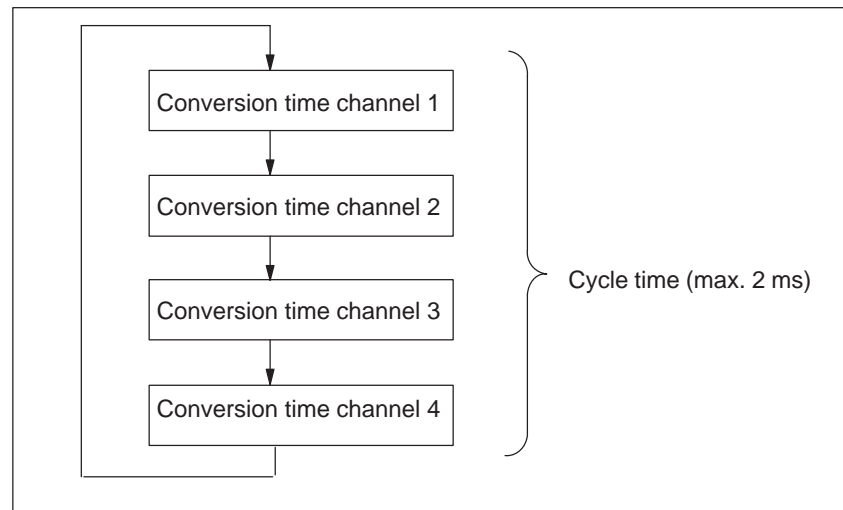 Conversion time channel 1
Conversion time channel 2
Conversion time channel 3
Conversion time channel 4
Cycle time (max. 2 ms)